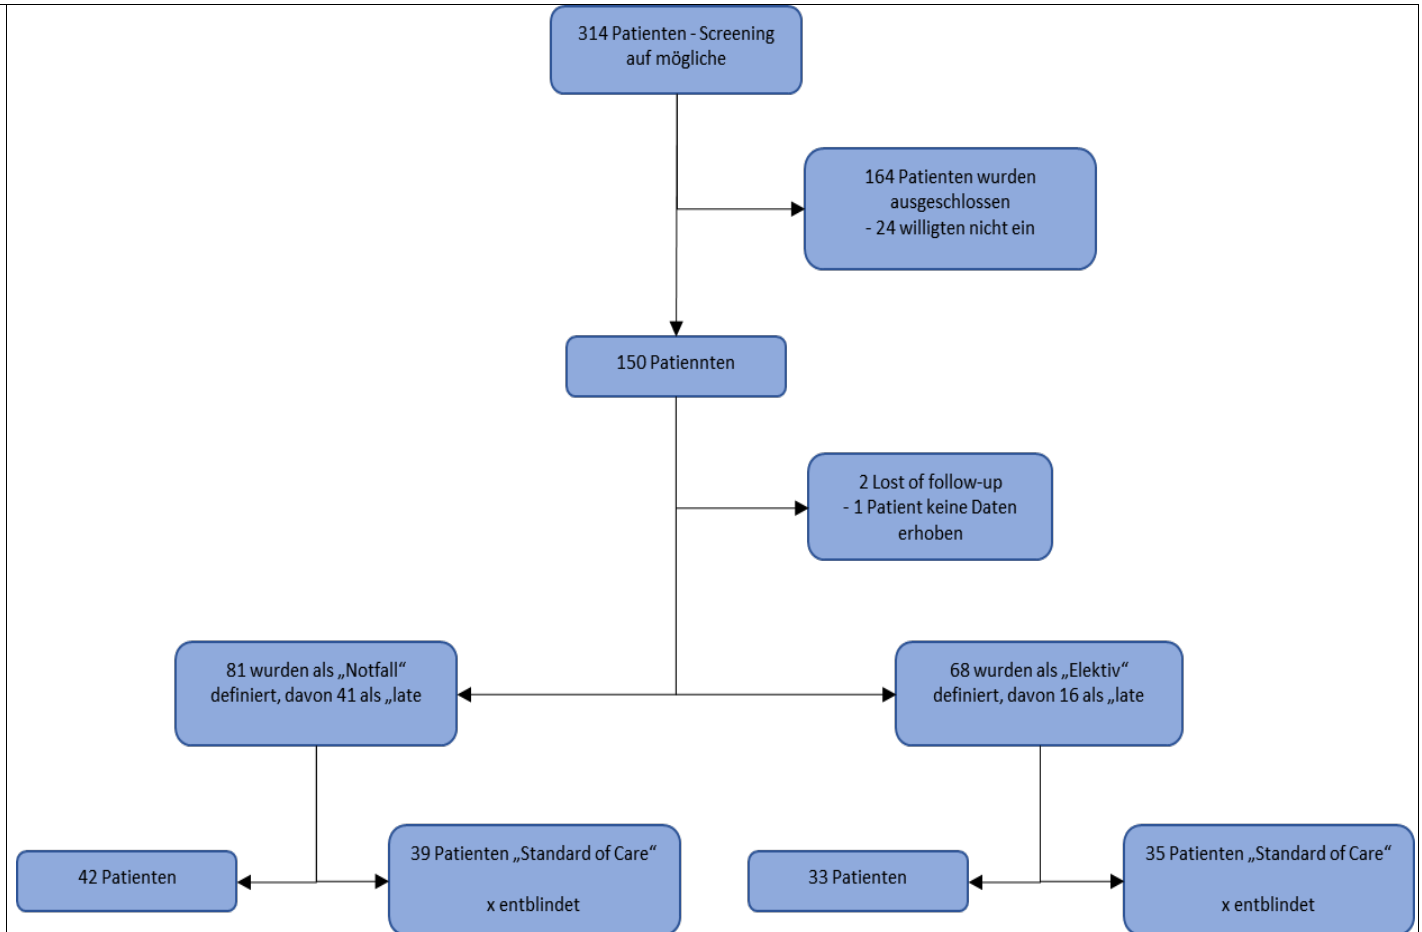 314 Patienten - Screening
auf mögliche
164 Patienten wurden
ausgeschlossen
- 24 willigten nicht ein
150 Patiennten
2 Lost of follow-up
- 1 Patient keine Daten
erhoben
81 wurden als „Notfall“
definiert, davon 41 als „late
68 wurden als „Elektiv“
definiert, davon 16 als „late
42 Patienten
39 Patienten „Standard of Care“
x entblindet
33 Patienten
35 Patienten „Standard of Care“
x entblindet